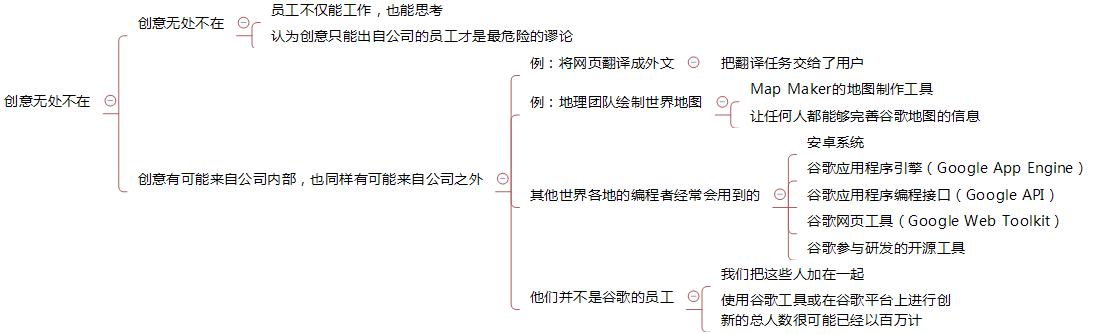 创意无处不在
创意无处不在
员工不仅能工作，也能思考
认为创意只能出自公司的员工才是最危险的谬论
创意有可能来自公司内部，也同样有可能来自公司之外
例：将网页翻译成外文
把翻译任务交给了用户
例：地理团队绘制世界地图
Map Maker的地图制作工具
让任何人都能够完善谷歌地图的信息
其他世界各地的编程者经常会用到的
安卓系统
谷歌应用程序引擎（Google App Engine）
谷歌应用程序编程接口（Google API）
谷歌网页工具（Google Web Toolkit）
谷歌参与研发的开源工具
他们并不是谷歌的员工
我们把这些人加在一起
使用谷歌工具或在谷歌平台上进行创
新的总人数很可能已经以百万计